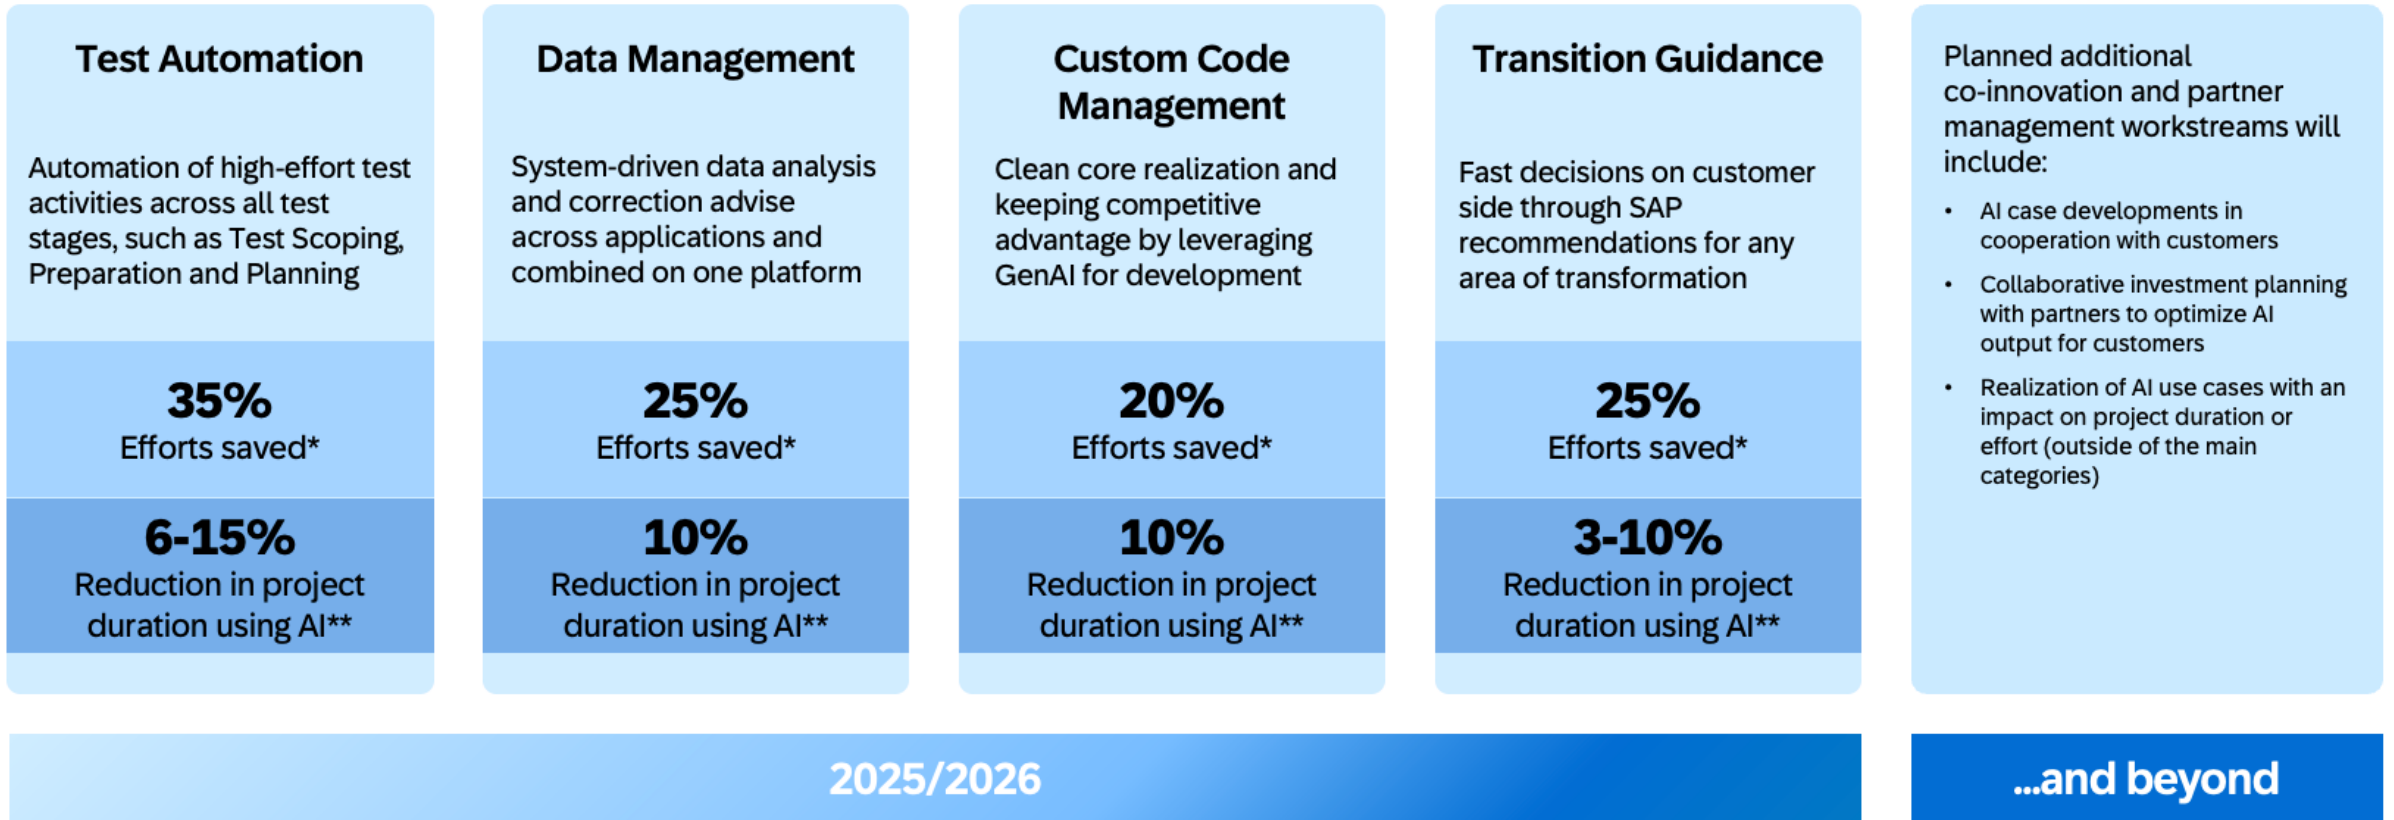 Test Automation
Automation of high-effort test
activities across all test
stages, such as Test Scoping,
Preparation and Planning
35%
Efforts saved*
6-15%
Reduction in project
duration using AI**
Data Management
System-driven data analysis
and correction advise
across applications and
combined on one platform
25%
Efforts saved*
10%
Reduction in project
duration using AI**
Custom Code
Management
Clean core realization and
keeping competitive
advantage by leveraging
GenAI for development
20%
Efforts saved*
10%
Reduction in project
duration using AI**
Transition Guidance
Fast decisions on customer
side through SAP
recommendations for any
area of transformation
25%
Efforts saved*
3-10%
Reduction in project
duration using AI**
Planned additional
co-innovation and partner
management workstreams will
include:
• AI case developments in
cooperation with customers
• Collaborative investment planning
with partners to optimize AI
output for customers
• Realization of AI use cases with an
impact on project duration or
effort (outside of the main
categories)
2025/2026
...and beyond